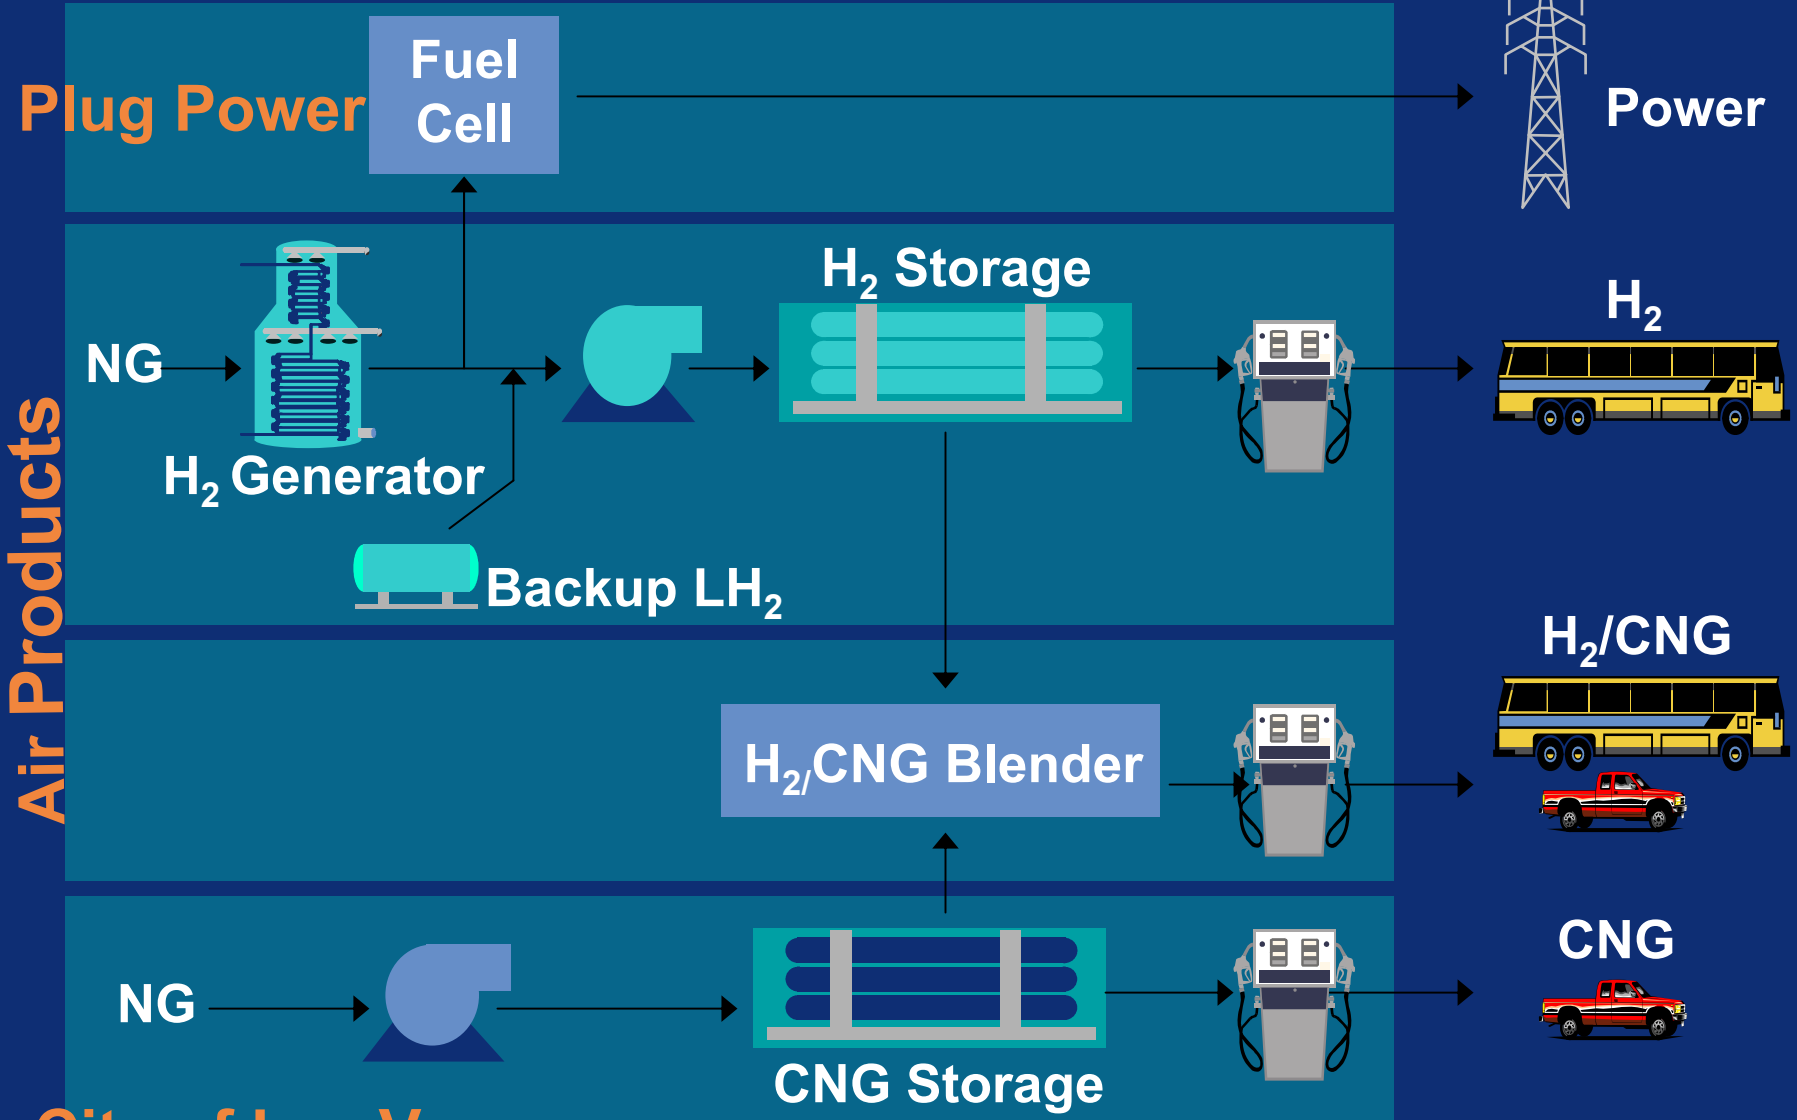 Fuel
Cell
Plug Power
Power
H₂ Storage
H₂
NG
H₂ Generator
Backup LH₂
Air Products
H₂/CNG
H₂/CNG Blender
CNG
NG
CNG Storage